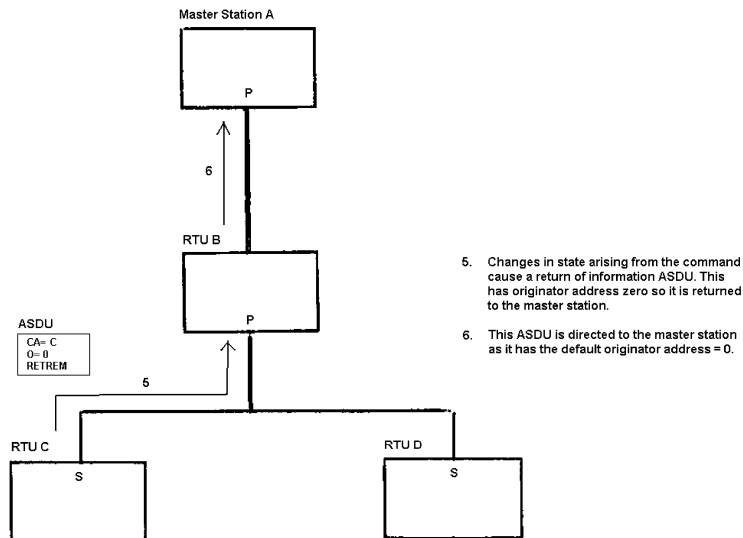 Master Station A
P
6
RTU B
P
5. Changes in state arising from the command
cause a return of information ASDU. This
has originator address zero so it is returned
to the master station.
6. This ASDU is directed to the master station
as it has the default originator address = 0.
ASDU
CA= C
O= 0
RETREM
5
RTU C
S
RTU D
S